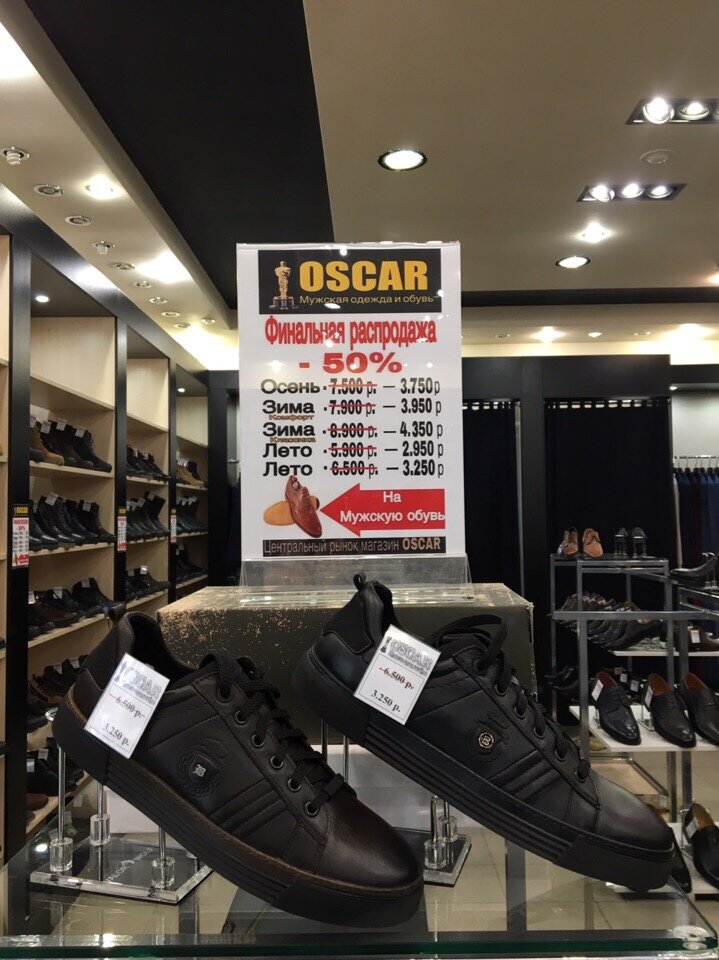 OSCAR
Мужская одежда и обувь
Финальная распродажа
- 50%
Осень - 7.500 р. — 3.750 р
Зима - 7.900 р. — 3.950 р
Комфорт
Зима - 8.900 р. — 4.350 р
Классика
Лето - 5.900 р. — 2.950 р
Лето - 6.500 р. — 3.250 р
На
Мужскую обувь
Центральный рынок магазин OSCAR
OSCAR
6.500 р.
3.250 р.
OSCAR
6.500 р.
3.250 р.
OSCAR
50%